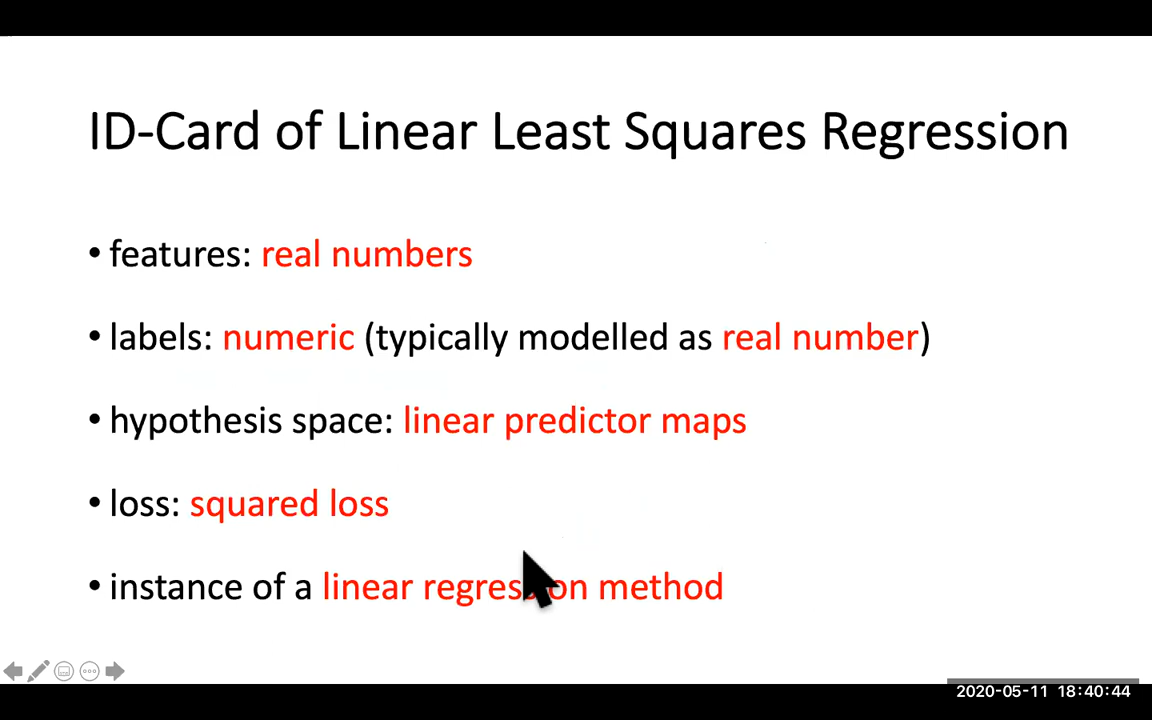 ID-Card of Linear Least Squares Regression
• features: real numbers
• labels: numeric (typically modelled as real number)
• hypothesis space: linear predictor maps
• loss: squared loss
• instance of a linear regression method
2020-05-11 18:40:44